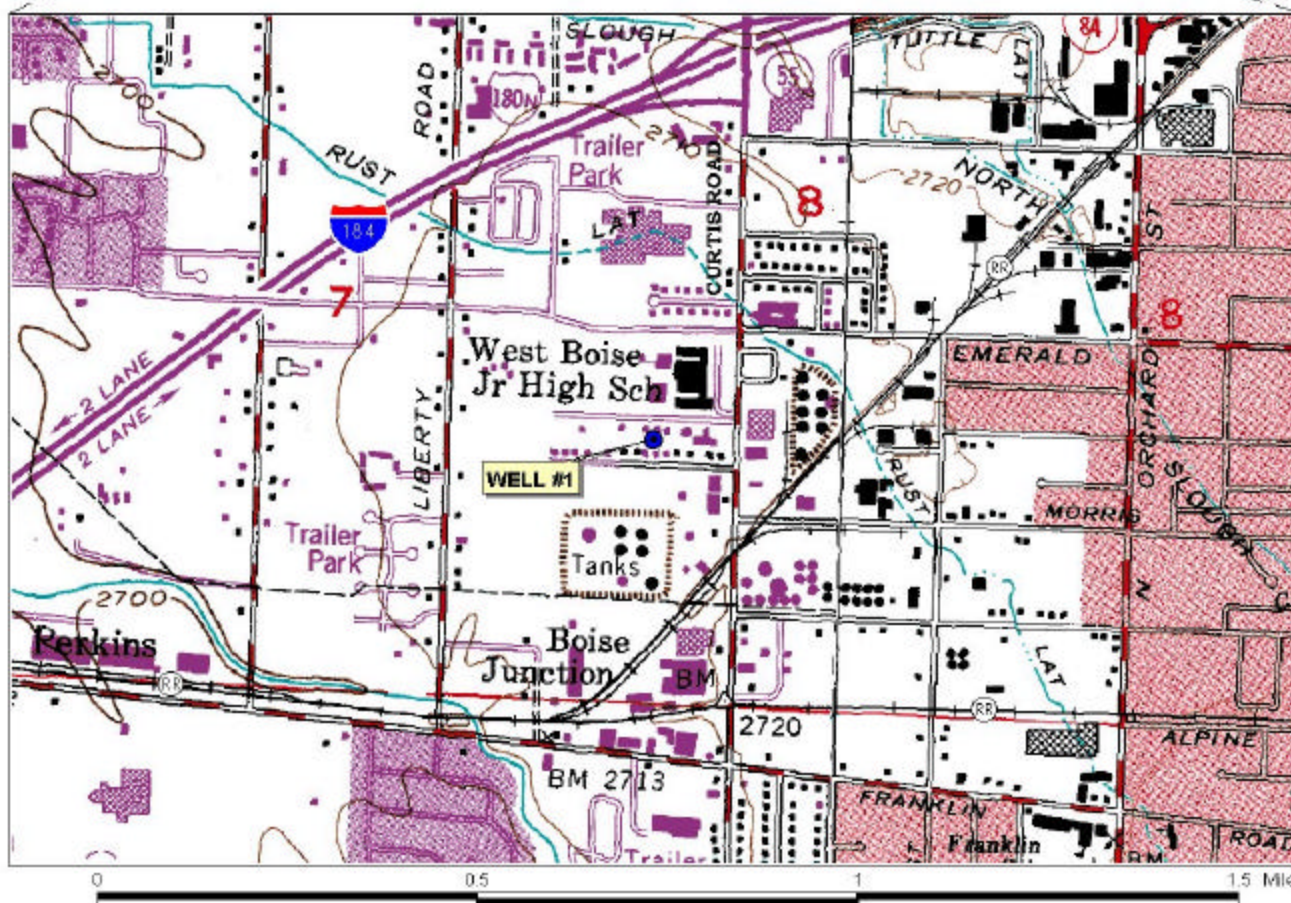 SLOUGH
TUTTLE
LAT
84
55
180N
2700
ROAD
RUST
2710
Trailer
Park
2720
NORTH
8
184
LAT
CURTIS ROAD
ST
RR
7
8
West Boise
Jr High Sch
EMERALD
2 LANE
2 LANE
LIBERTY
WELL #1
ORCHARD
SLOUGH
RUST
MORRIS
Trailer
Park
Tanks
N
2700
Perkins
Boise
Junction
BM
LAT
RR
RR
2720
ALPINE
BM 2713
FRANKLIN
Franklin
ROAD
Trailer
BM
0 0.5 1 1.5 Mile